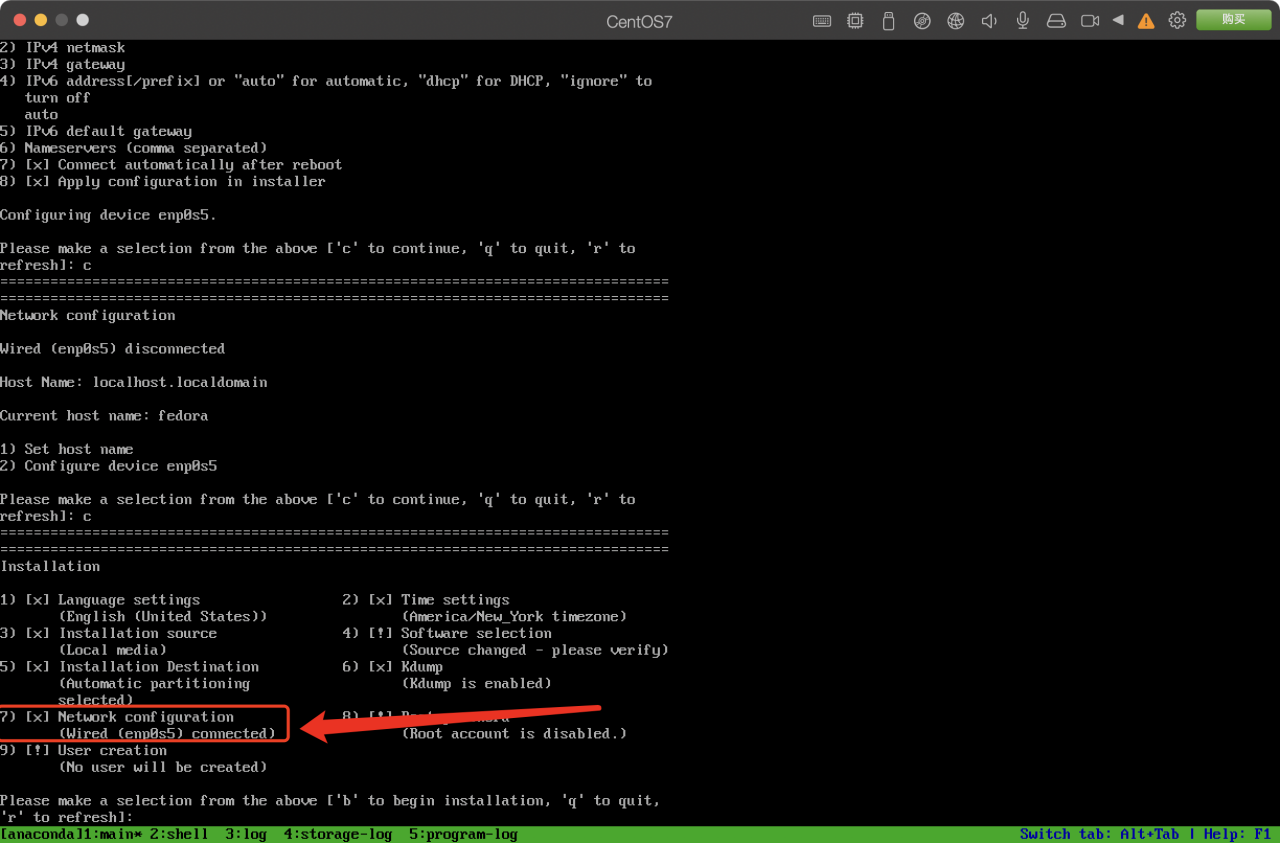 CentOS7
购买
2) IPv4 netmask
3) IPv4 gateway
4) IPv6 address[/prefix] or "auto" for automatic, "dhcp" for DHCP, "ignore" to
turn off
auto
5) IPv6 default gateway
6) Nameservers (comma separated)
7) [x] Connect automatically after reboot
8) [x] Apply configuration in installer
Configuring device enp0s5.
Please make a selection from the above ['c' to continue, 'q' to quit, 'r' to
refresh]: c
================================================================================
================================================================================
Network configuration
Wired (enp0s5) disconnected
Host Name: localhost.localdomain
Current host name: fedora
1) Set host name
2) Configure device enp0s5
Please make a selection from the above ['c' to continue, 'q' to quit, 'r' to
refresh]: c
================================================================================
================================================================================
Installation
1) [x] Language settings 2) [x] Time settings
(English (United States)) (America/New_York timezone)
3) [x] Installation source 4) [!] Software selection
(Local media) (Source changed - please verify)
5) [x] Installation Destination 6) [x] Kdump
(Automatic partitioning (Kdump is enabled)
selected)
7) [x] Network configuration 8) [!]
(Wired (enp0s5) connected) (Root account is disabled.)
9) [!] User creation
(No user will be created)
Please make a selection from the above ['b' to begin installation, 'q' to quit,
'r' to refresh]:
[anaconda]1:main* 2:shell 3:log 4:storage-log 5:program-log Switch tab: Alt+Tab | Help: F1